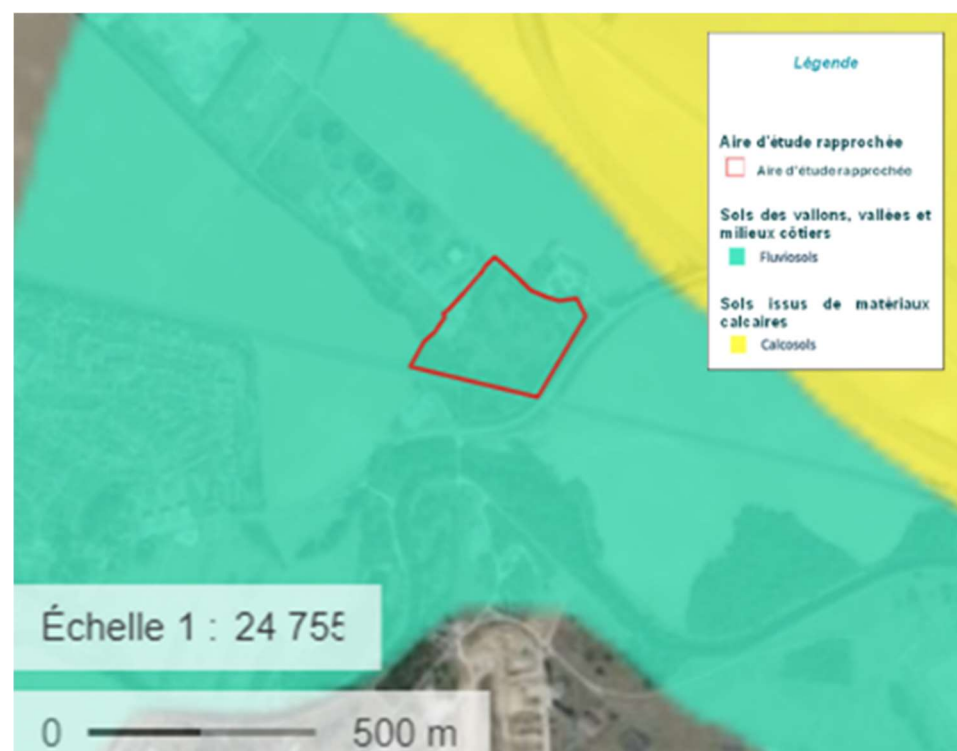 Légende
Aire d'étude rapprochée
Aire d'étude rapprochée
Sols des vallons, vallées et
milieux côtiers
Fluviosols
Sols issus de matériaux
calcaires
Calcosols
Échelle 1 : 24 755
0 500 m